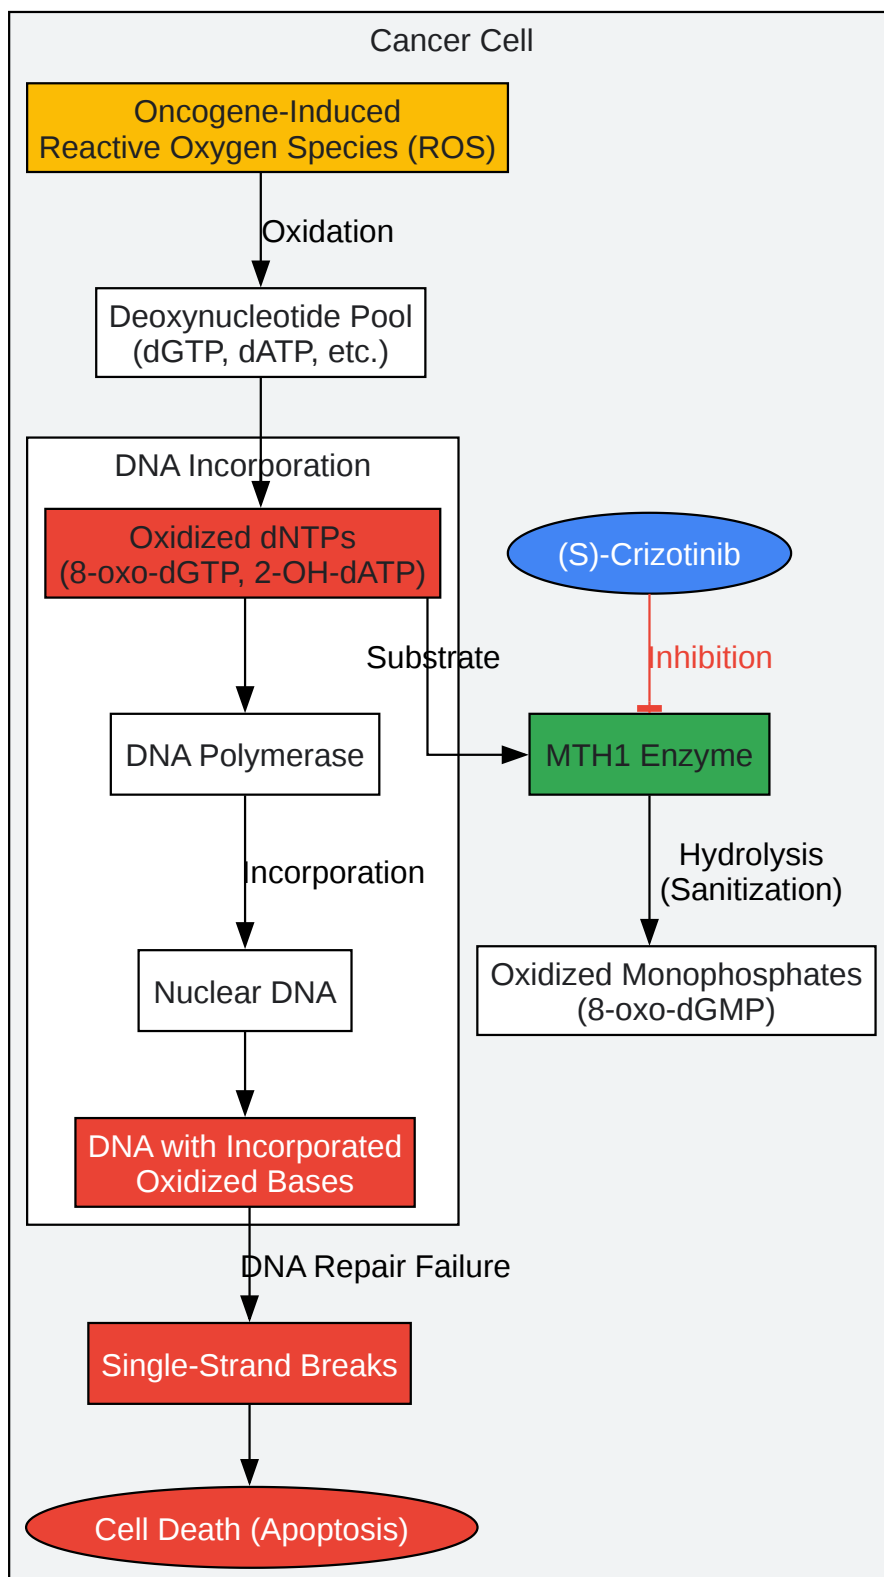 Cancer Cell
Oncogene-Induced
Reactive Oxygen Species (ROS)
Oxidation
Deoxynucleotide Pool
(dGTP, dATP, etc.)
DNA Incorporation
Oxidized dNTPs
(8-oxo-dGTP, 2-OH-dATP)
(S)-Crizotinib
Substrate
Inhibition
DNA Polymerase
MTH1 Enzyme
Incorporation
Hydrolysis
(Sanitization)
Nuclear DNA
Oxidized Monophosphates
(8-oxo-dGMP)
DNA with Incorporated
Oxidized Bases
DNA Repair Failure
Single-Strand Breaks
Cell Death (Apoptosis)